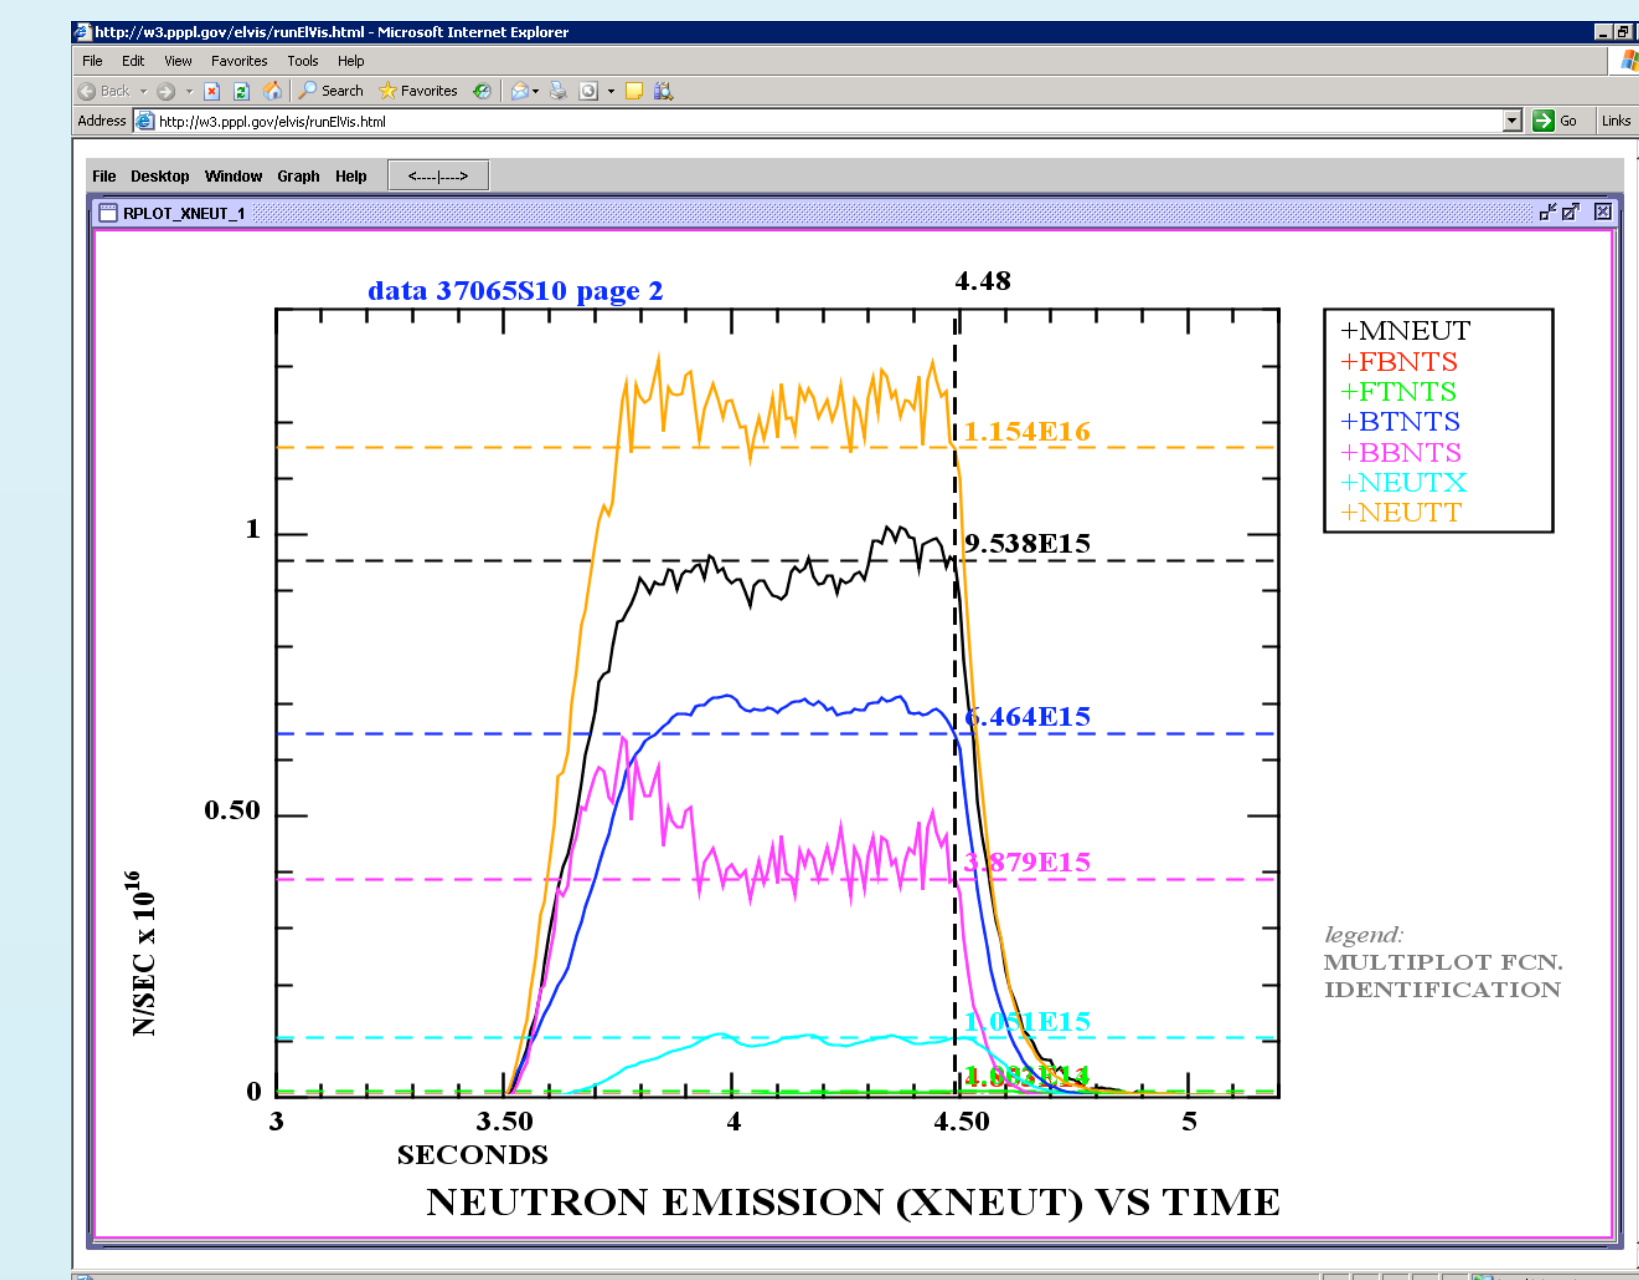 http://w3.pppl.gov/elvis/runElVis.html - Microsoft Internet Explorer
File Edit View Favorites Tools Help
Back Search Favorites
Address http://w3.pppl.gov/elvis/runElVis.html Go Links
File Desktop Window Graph Help <----|---->
RPLOT_XNEUT_1
data 37065S10 page 2
4.48
+MNEUT
+FBNTS
+FTNTS
+BTNTS
+BBNTS
+NEUTX
+NEUTT
1.154E16
1
9.538E15
6.464E15
0.50
3.879E15
N/SEC x 10^16
legend:
MULTIPLOT FCN.
IDENTIFICATION
1.051E15
0
3 3.50 4 4.50 5
SECONDS
NEUTRON EMISSION (XNEUT) VS TIME